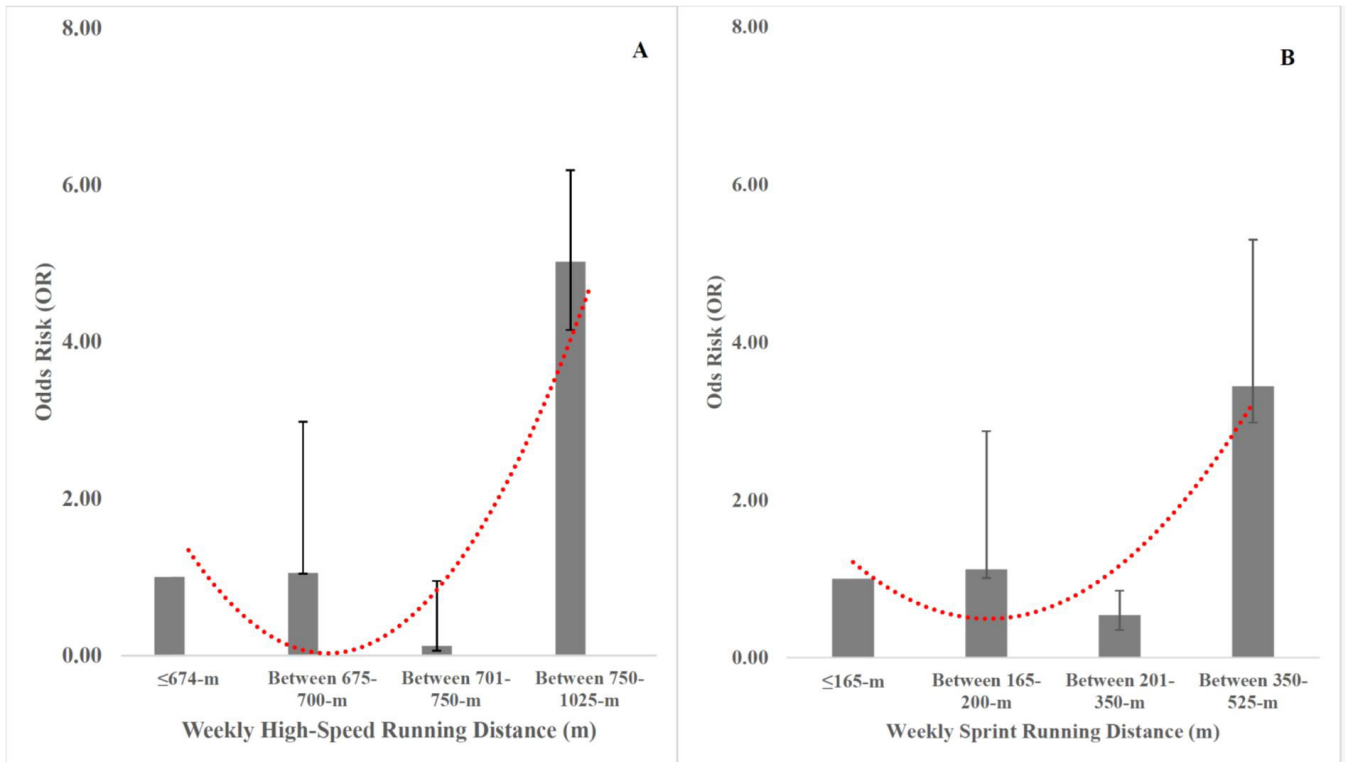 8.00
A
6.00
4.00
2.00
0.00
Odds Risk (OR)
≤674-m
Between 675-
700-m
Between 701-
750-m
Between 750-
1025-m
Weekly High-Speed Running Distance (m)
8.00
B
6.00
4.00
2.00
0.00
Ods Risk (OR)
≤165-m
Between 165-
200-m
Between 201-
350-m
Between 350-
525-m
Weekly Sprint Running Distance (m)